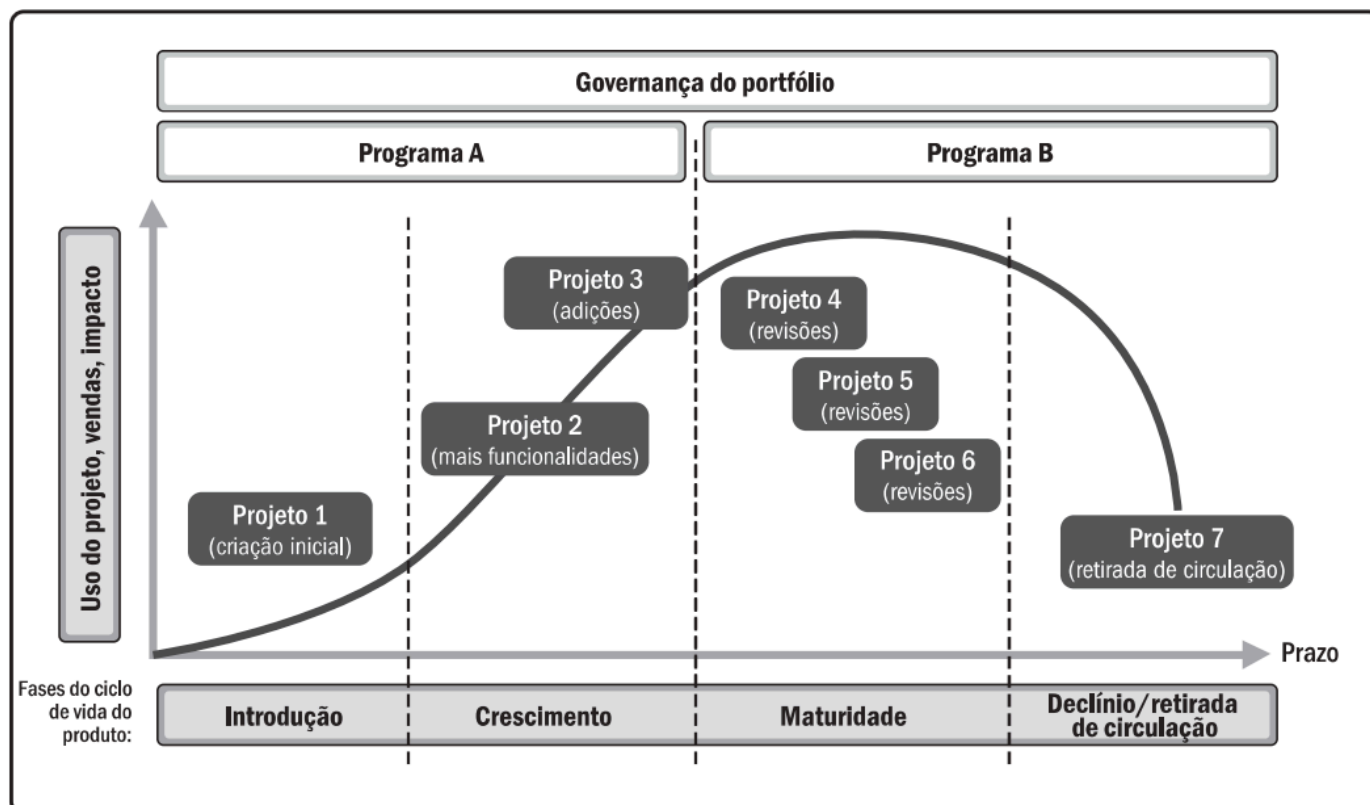 Governança do portfólio
Programa A
Programa B
Uso do projeto, vendas, impacto
Projeto 1
(criação inicial)
Projeto 2
(mais funcionalidades)
Projeto 3
(adições)
Projeto 4
(revisões)
Projeto 5
(revisões)
Projeto 6
(revisões)
Projeto 7
(retirada de circulação)
Prazo
Fases do ciclo
de vida do
produto:
Introdução
Crescimento
Maturidade
Declínio/retirada
de circulação